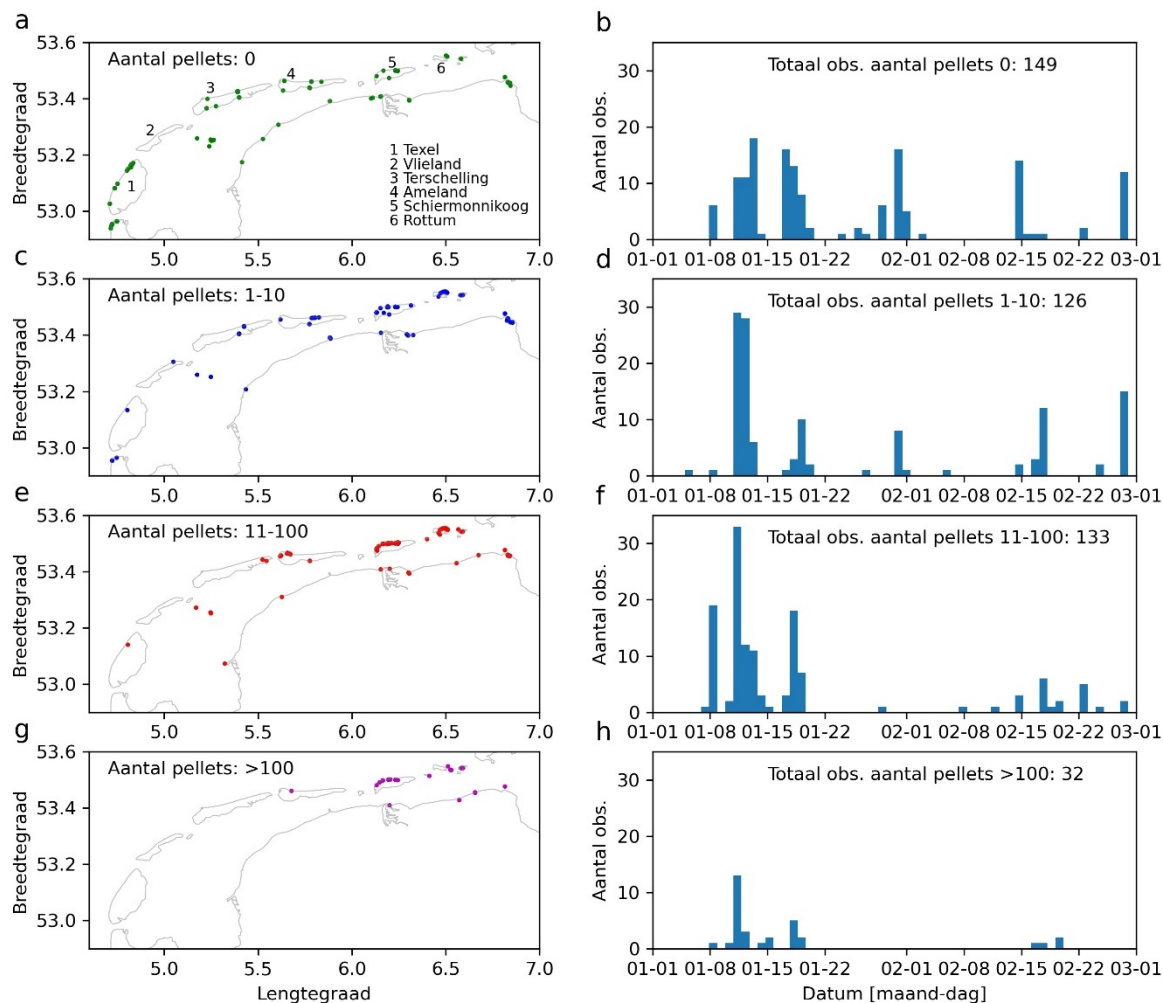 a
Aantal pellets: 0
53.6
53.4
53.2
53.0
Breedtegraad
1
2
3
4
5
6
1 Texel
2 Vlieland
3 Terschelling
4 Ameland
5 Schiermonnikoog
6 Rottum
5.0 5.5 6.0 6.5 7.0
b
Totaal obs. aantal pellets 0: 149
30
20
10
0
Aantal obs.
01-01 01-08 01-15 01-22 02-01 02-08 02-15 02-22 03-01
c
Aantal pellets: 1-10
53.6
53.4
53.2
53.0
Breedtegraad
5.0 5.5 6.0 6.5 7.0
d
Totaal obs. aantal pellets 1-10: 126
30
20
10
0
Aantal obs.
01-01 01-08 01-15 01-22 02-01 02-08 02-15 02-22 03-01
e
Aantal pellets: 11-100
53.6
53.4
53.2
53.0
Breedtegraad
5.0 5.5 6.0 6.5 7.0
f
Totaal obs. aantal pellets 11-100: 133
30
20
10
0
Aantal obs.
01-01 01-08 01-15 01-22 02-01 02-08 02-15 02-22 03-01
g
Aantal pellets: >100
53.6
53.4
53.2
53.0
Breedtegraad
5.0 5.5 6.0 6.5 7.0
Lengtegraad
h
Totaal obs. aantal pellets >100: 32
30
20
10
0
Aantal obs.
01-01 01-08 01-15 01-22 02-01 02-08 02-15 02-22 03-01
Datum [maand-dag]